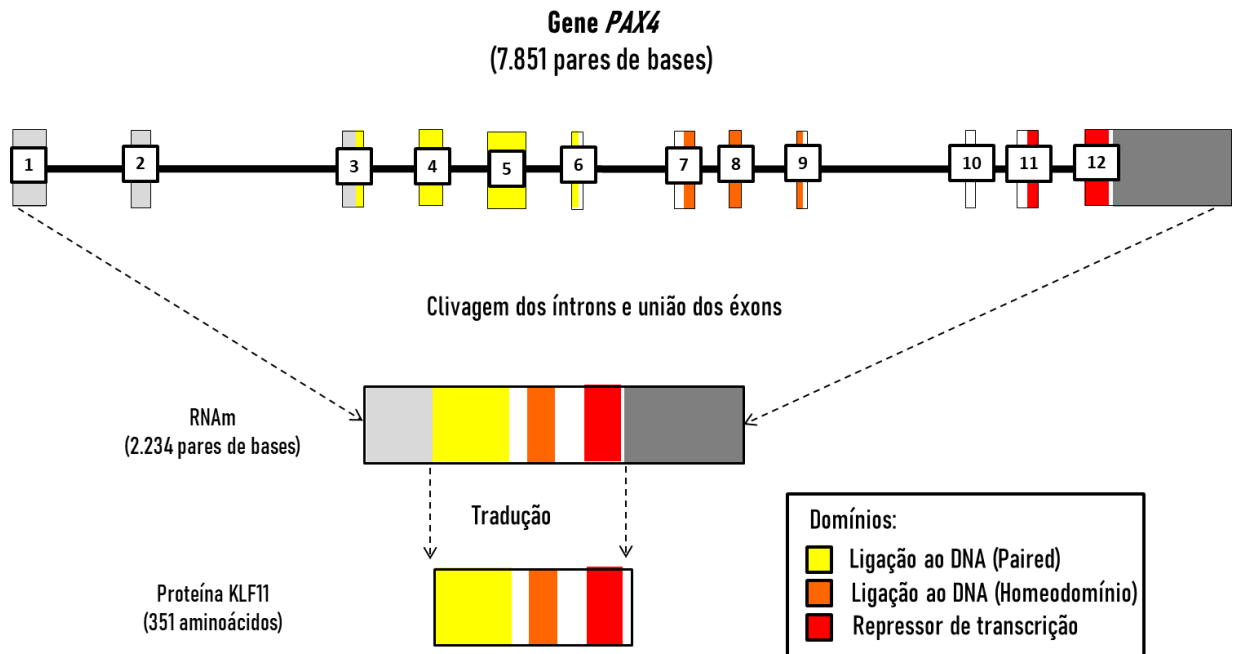 Gene PAX4
(7.851 pares de bases)
1 2 3 4 5 6 7 8 9 10 11 12
Clivagem dos íntrons e união dos éxons
RNAm
(2.234 pares de bases)
Tradução
Proteína KLF11
(351 aminoácidos)
Domínios:
Ligação ao DNA (Paired)
Ligação ao DNA (Homeodomínio)
Repressor de transcrição